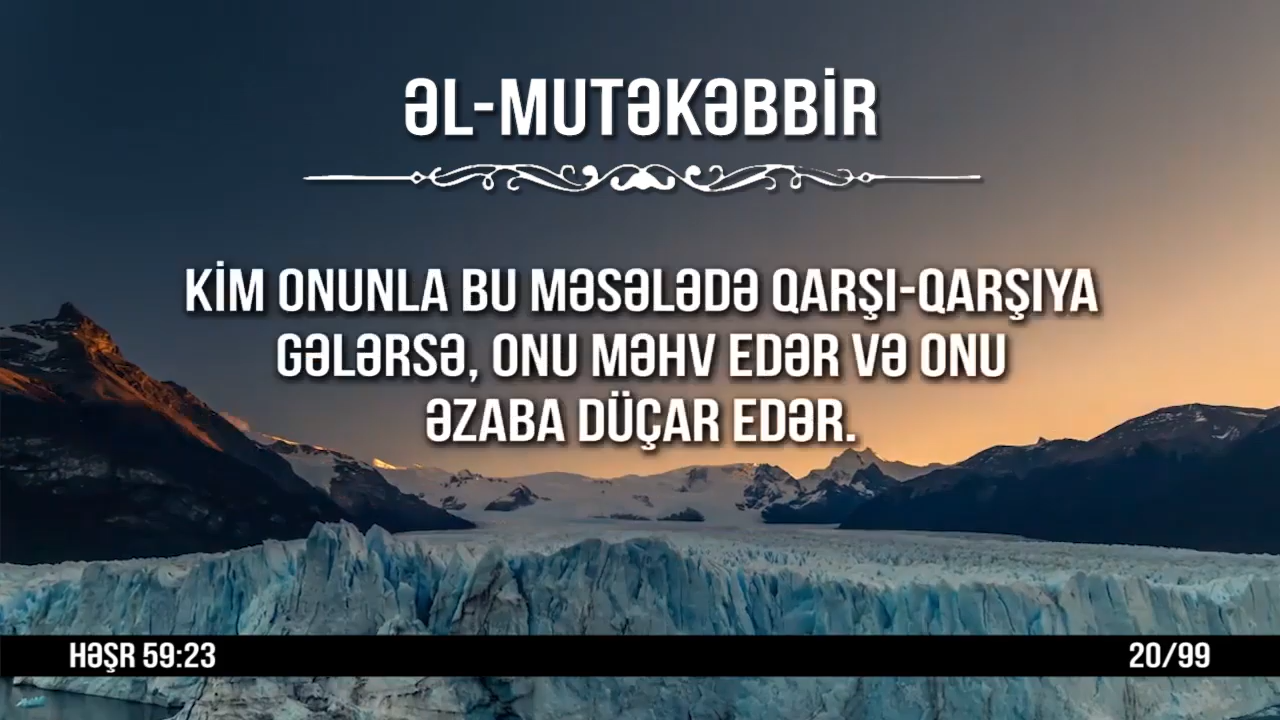 ƏL-MUTƏKƏBBİR
KİM ONUNLA BU MƏSƏLƏDƏ QARŞI-QARŞIYA
GƏLƏRSƏ, ONU MƏHV EDƏR VƏ ONU
ƏZABA DÜÇAR EDƏR.
HƏŞR 59:23
20/99